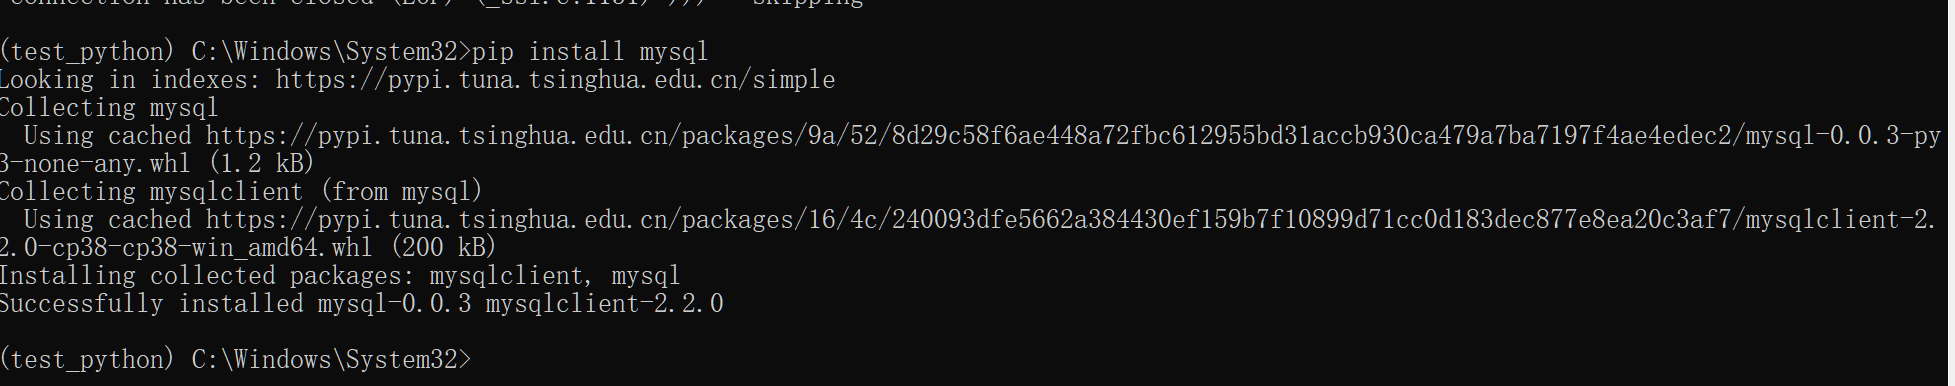 (test_python) C:\Windows\System32>pip install mysql
Looking in indexes: https://pypi.tuna.tsinghua.edu.cn/simple
Collecting mysql
  Using cached https://pypi.tuna.tsinghua.edu.cn/packages/9a/52/8d29c58f6ae448a72fbc612955bd31accb930ca479a7ba7197f4ae4edec2/mysql-0.0.3-py
3-none-any.whl (1.2 kB)
Collecting mysqlclient (from mysql)
  Using cached https://pypi.tuna.tsinghua.edu.cn/packages/16/4c/240093dfe5662a384430ef159b7f10899d71cc0d183dec877e8ea20c3af7/mysqlclient-2.
2.0-cp38-cp38-win_amd64.whl (200 kB)
Installing collected packages: mysqlclient, mysql
Successfully installed mysql-0.0.3 mysqlclient-2.2.0
(test_python) C:\Windows\System32>